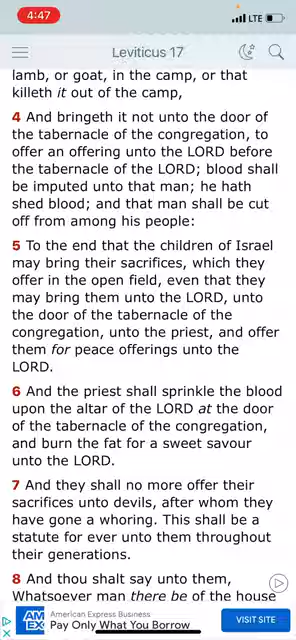 4:47
LTE
Leviticus 17
lamb, or goat, in the camp, or that
killeth it out of the camp,
4 And bringeth it not unto the door of
the tabernacle of the congregation, to
offer an offering unto the LORD before
the tabernacle of the LORD; blood shall
be imputed unto that man; he hath
shed blood; and that man shall be cut
off from among his people:
5 To the end that the children of Israel
may bring their sacrifices, which they
offer in the open field, even that they
may bring them unto the LORD, unto
the door of the tabernacle of the
congregation, unto the priest, and offer
them for peace offerings unto the
LORD.
6 And the priest shall sprinkle the blood
upon the altar of the LORD at the door
of the tabernacle of the congregation,
and burn the fat for a sweet savour
unto the LORD.
7 And they shall no more offer their
sacrifices unto devils, after whom they
have gone a whoring. This shall be a
statute for ever unto them throughout
their generations.
8 And thou shalt say unto them,
Whatsoever man there be of the house
AM
EX
American Express Business
Pay Only What You Borrow
VISIT SITE